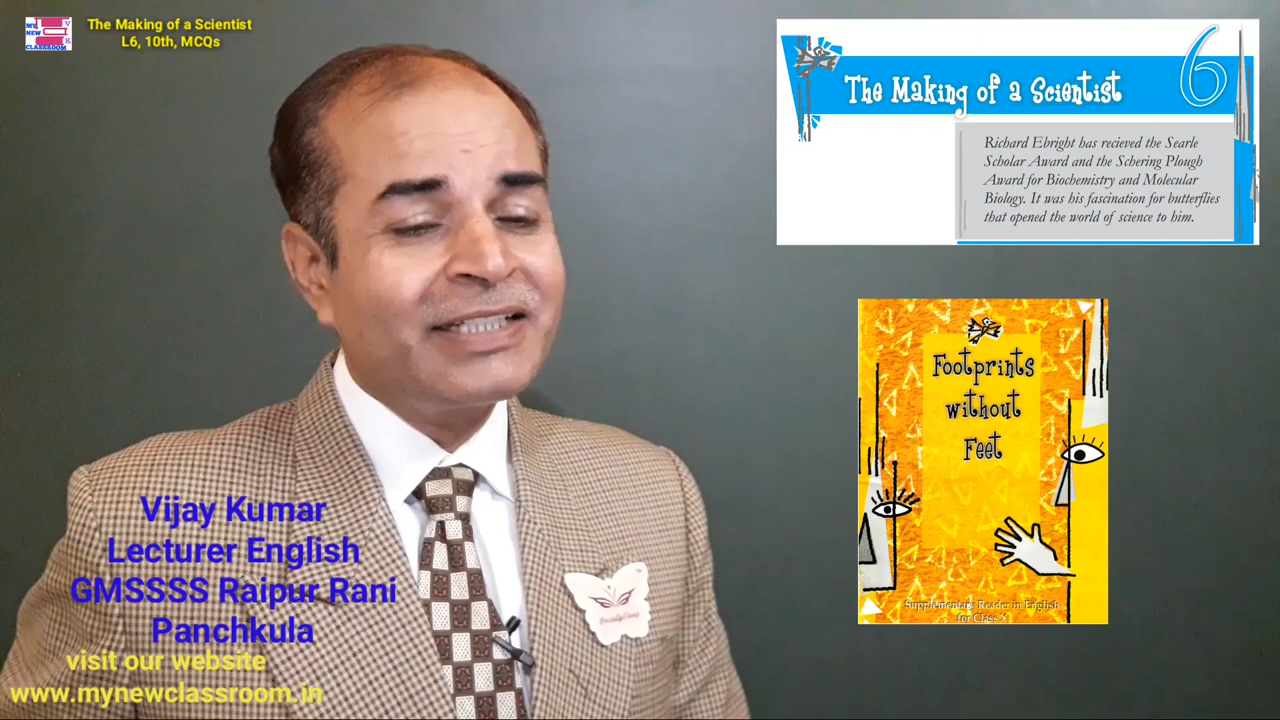 MY
NEW
CLASSROOM
V
K
The Making of a Scientist
L6, 10th, MCQs
The Making of a Scientist
6
Richard Ebright has recieved the Searle
Scholar Award and the Schering Plough
Award for Biochemistry and Molecular
Biology. It was his fascination for butterflies
that opened the world of science to him.
Footprints
without
Feet
Supplementary Reader in English
for Class X
Vijay Kumar
Lecturer English
GMSSSS Raipur Rani
Panchkula
visit our website
www.mynewclassroom.in